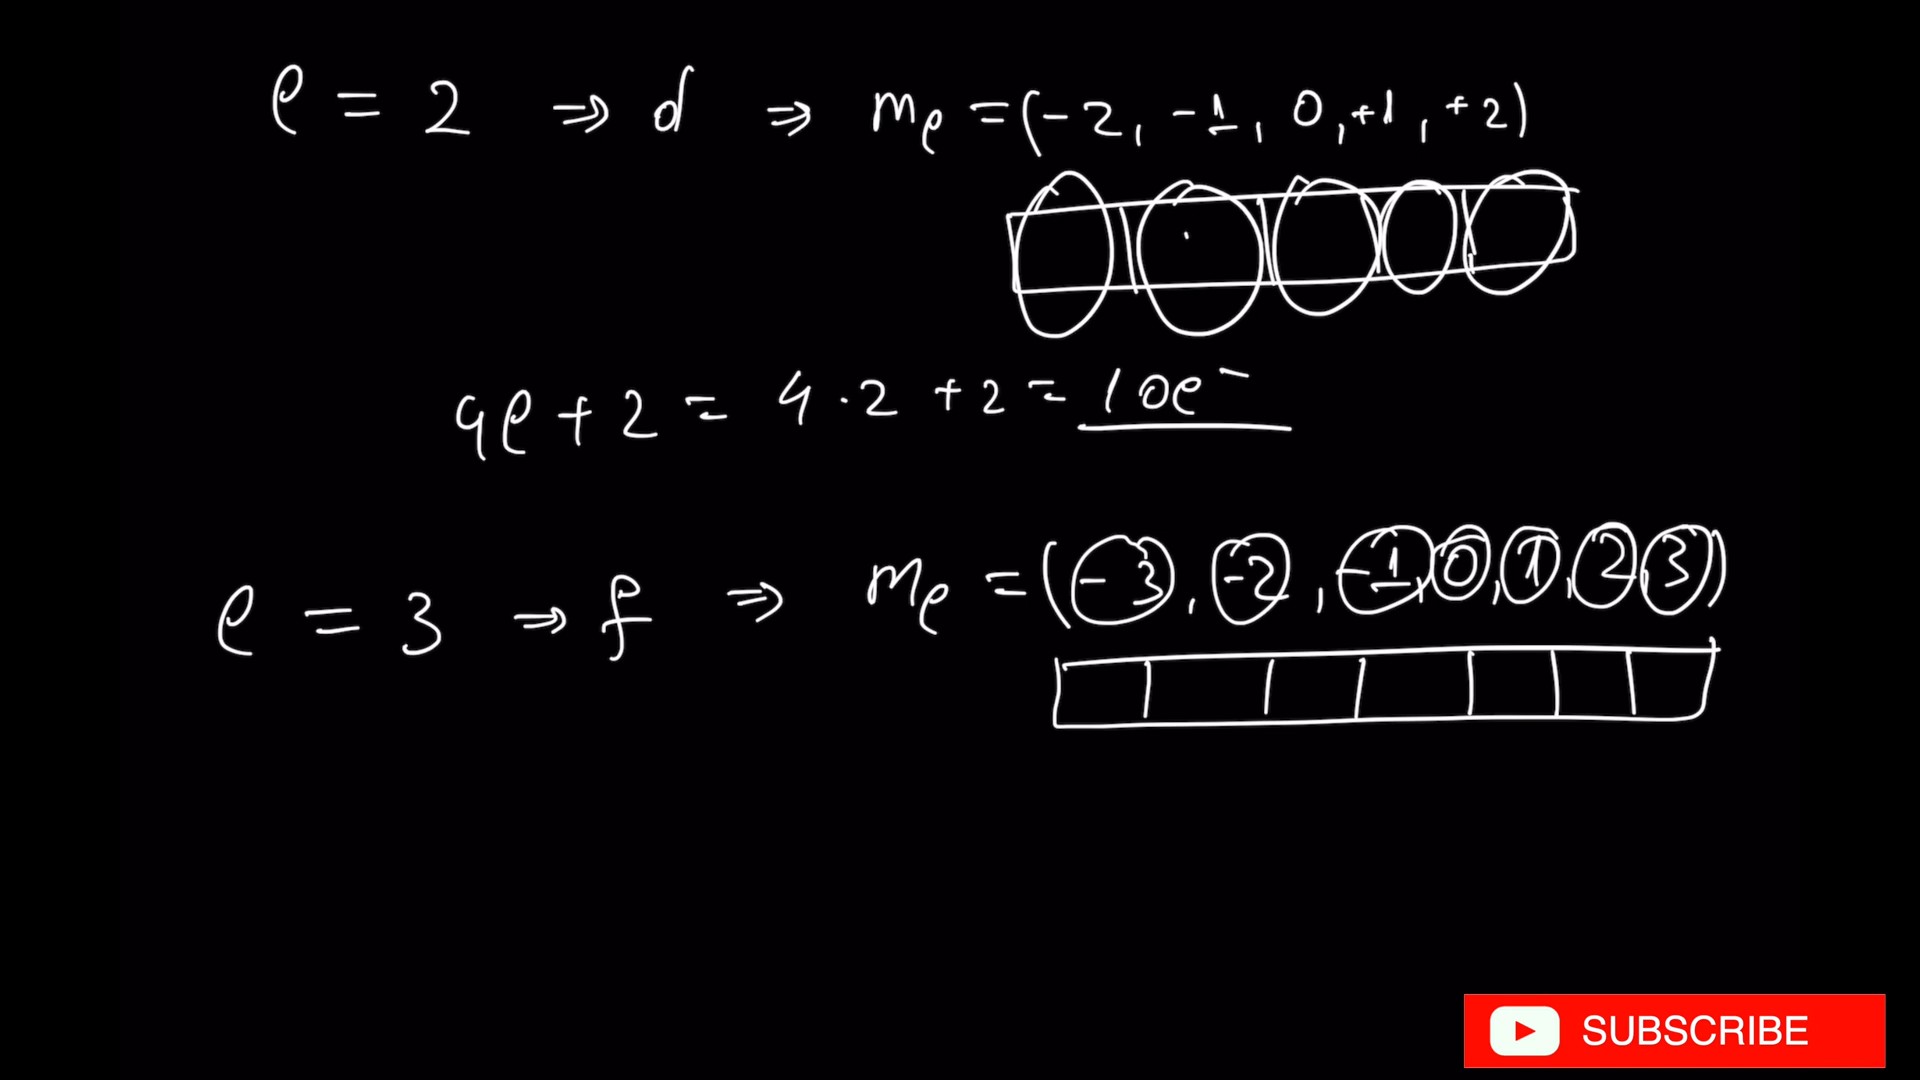 ℓ = 2 ⇒ d ⇒ mℓ = (-2, -1, 0, +1, +2)
4ℓ + 2 = 4 · 2 + 2 = 10e⁻
ℓ = 3 ⇒ f ⇒ mℓ = (-3, -2, -1, 0, 1, 2, 3)
SUBSCRIBE